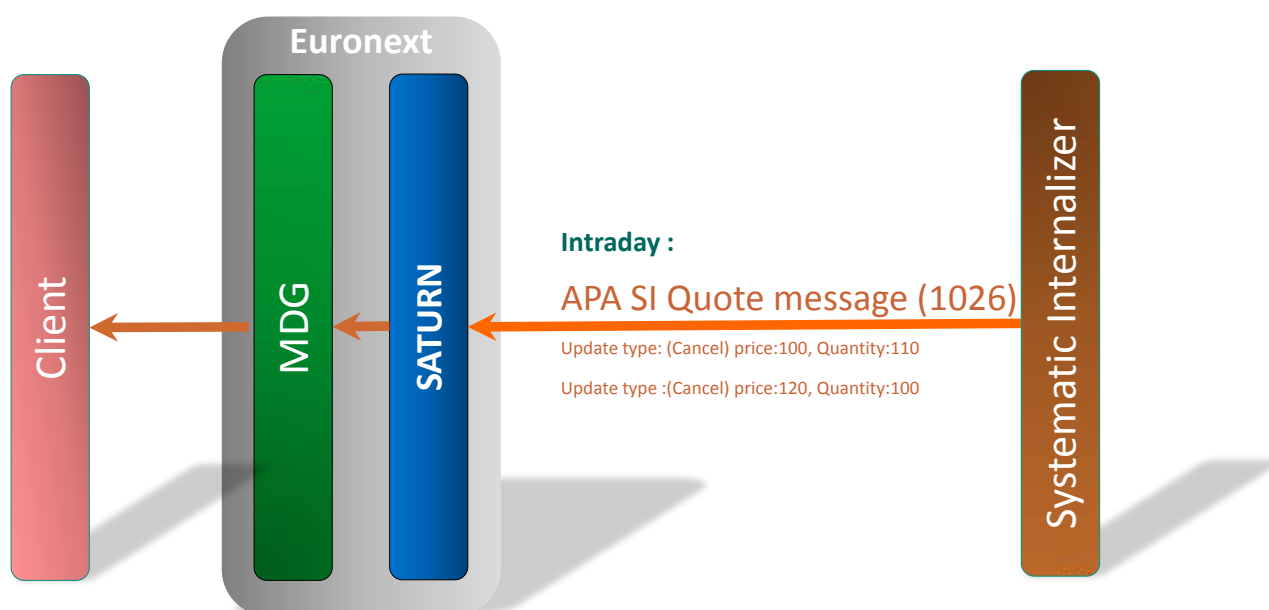 Euronext
Client
MDG
SATURN
Intraday :
APA SI Quote message (1026)
Update type: (Cancel) price:100, Quantity:110
Update type :(Cancel) price:120, Quantity:100
Systematic Internalizer